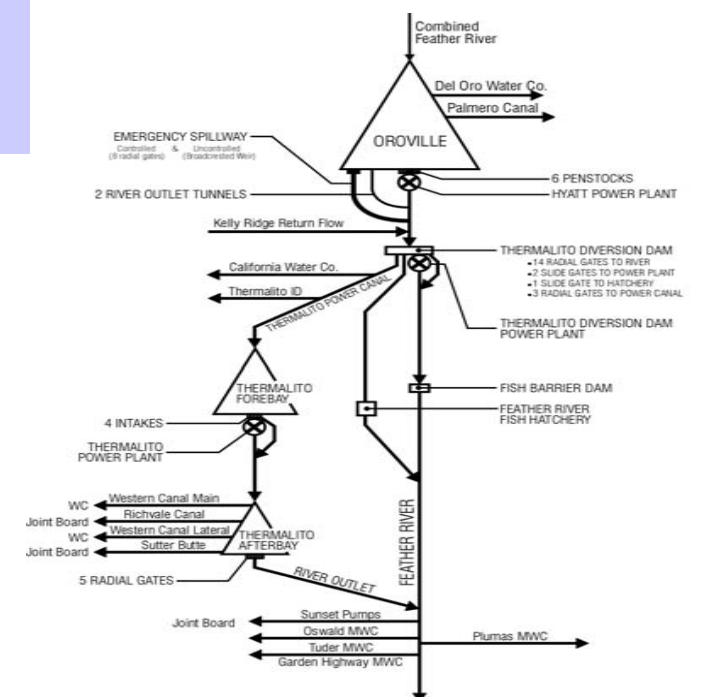 Combined
Feather River
Del Oro Water Co.
Palmero Canal
OROVILLE
EMERGENCY SPILLWAY
Controlled & Uncontrolled
(8 radial gates) (Broadcrested Weir)
6 PENSTOCKS
2 RIVER OUTLET TUNNELS
HYATT POWER PLANT
Kelly Ridge Return Flow
THERMALITO DIVERSION DAM
14 RADIAL GATES TO RIVER
2 SLIDE GATES TO POWER PLANT
1 SLIDE GATE TO HATCHERY
3 RADIAL GATES TO POWER CANAL
California Water Co.
Thermalito ID
THERMALITO POWER CANAL
THERMALITO DIVERSION DAM
POWER PLANT
THERMALITO
FOREBAY
FISH BARRIER DAM
FEATHER RIVER
FISH HATCHERY
4 INTAKES
THERMALITO
POWER PLANT
WC Western Canal Main
Joint Board Richvale Canal
WC Western Canal Lateral
Joint Board Sutter Butte
THERMALITO
AFTERBAY
FEATHER RIVER
5 RADIAL GATES
RIVER OUTLET
Joint Board Sunset Pumps
Oswald MWC
Plumas MWC
Tuder MWC
Garden Highway MWC